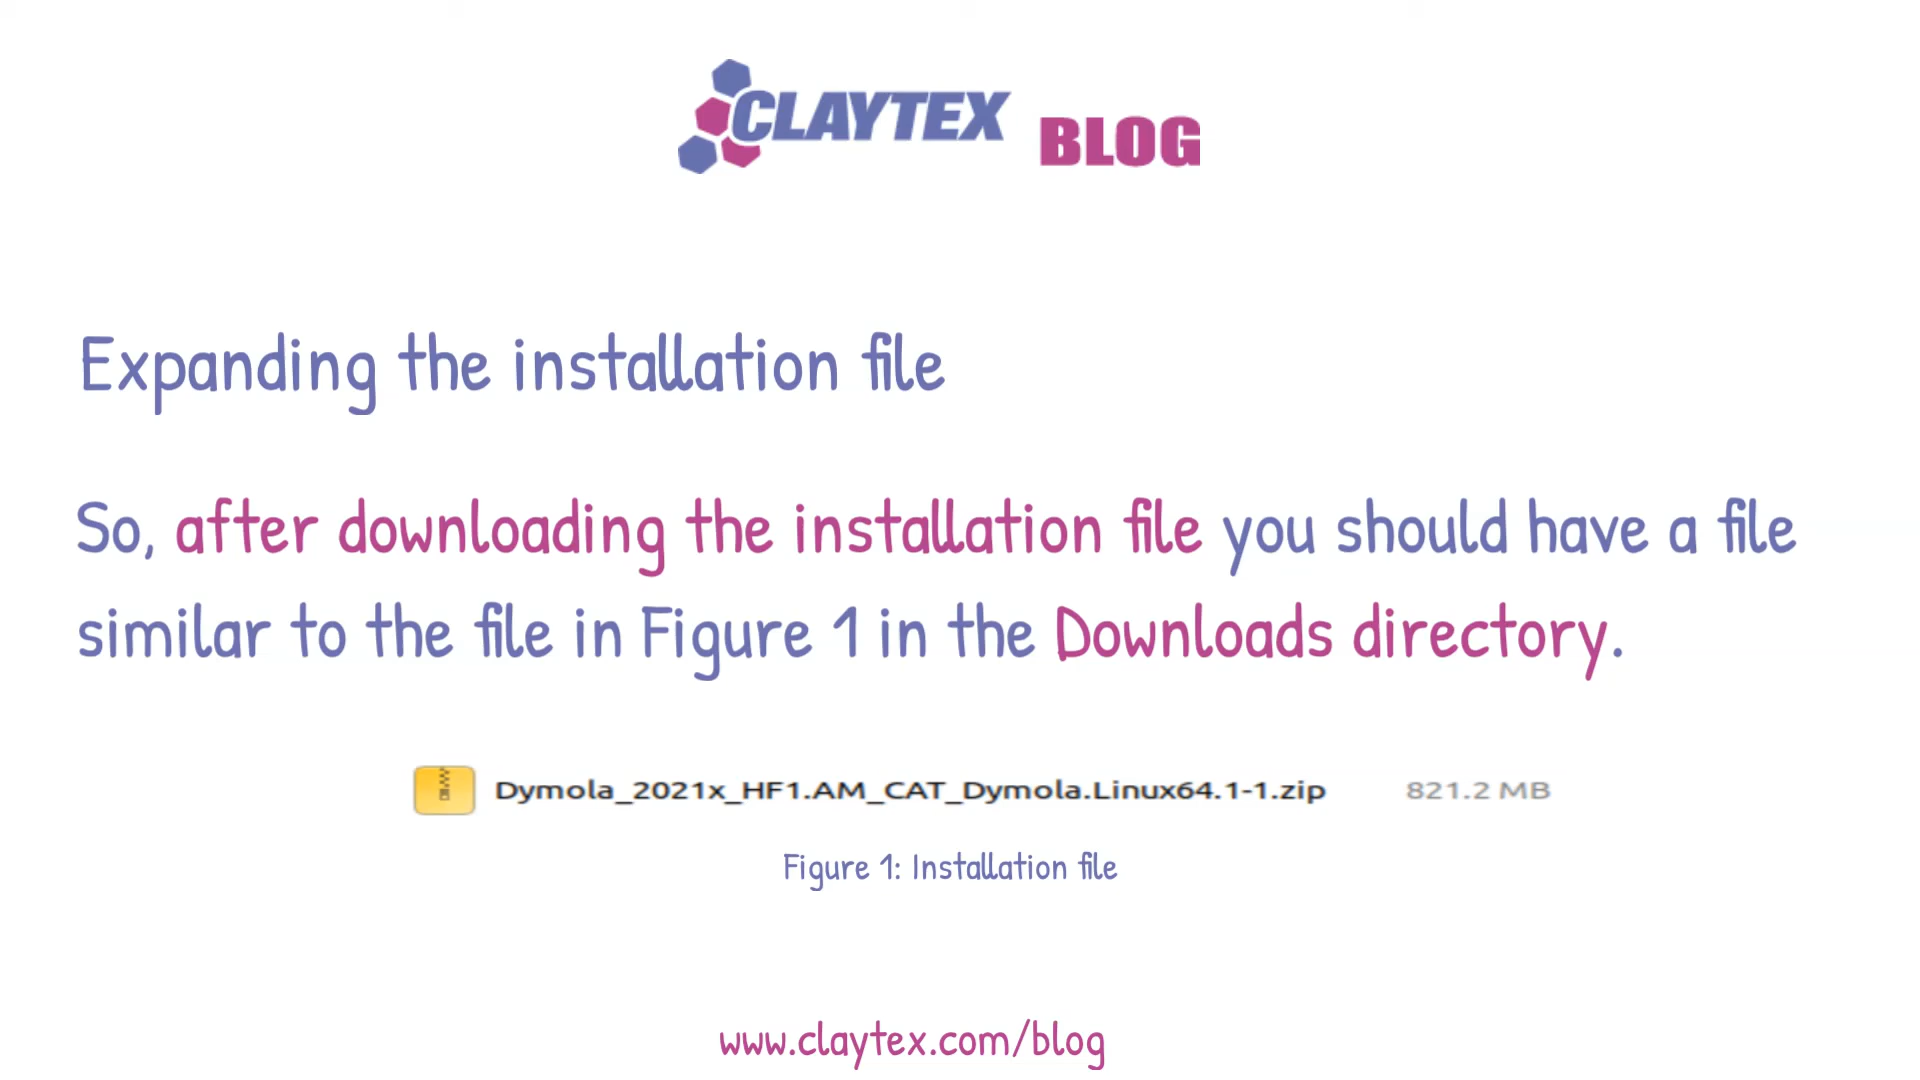 CLAYTEX BLOG
Expanding the installation file
So, after downloading the installation file you should have a file
similar to the file in Figure 1 in the Downloads directory.
Dymola_2021x_HF1.AM_CAT_Dymola.Linux64.1-1.zip 821.2 MB
Figure 1: Installation file
www.claytex.com/blog